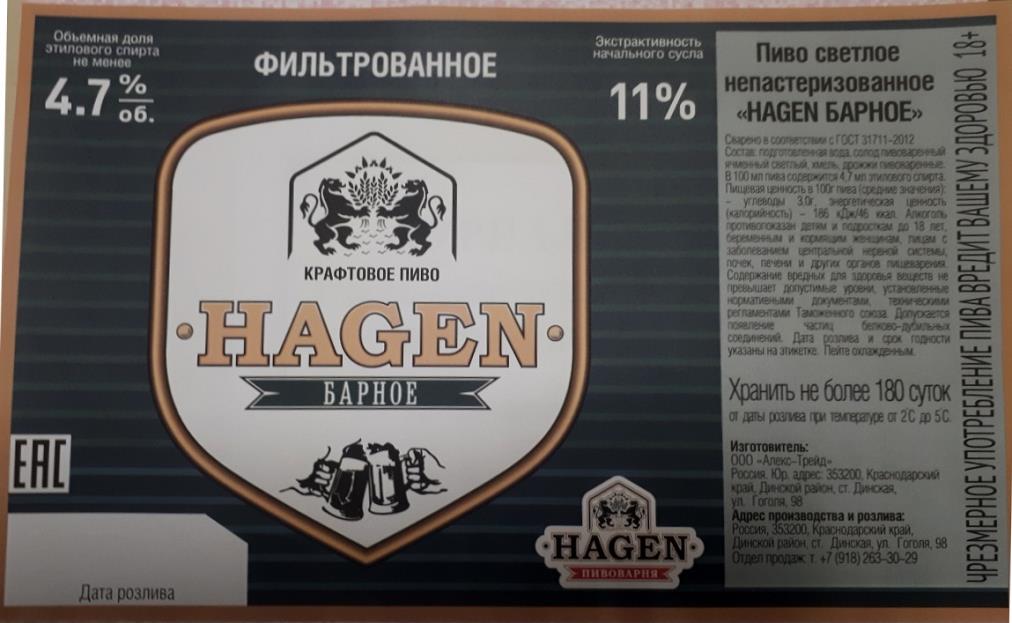 Объемная доля
этилового спирта
не менее
4.7 %
об.
ФИЛЬТРОВАННОЕ
Экстрактивность
начального сусла
11%
КРАФТОВОЕ ПИВО
HAGEN
БАРНОЕ
ЕАС
Дата розлива
HAGEN
ПИВОВАРНЯ
Пиво светлое
непастеризованное
«HAGEN БАРНОЕ»
Сварено в соответствии с ГОСТ 31711-2012
Состав: подготовленная вода, солод пивоваренный
ячменный светлый, хмель, дрожжи пивоваренные.
В 100 мл пива содержится 4,7 мл этилового спирта.
Пищевая ценность в 100г пива (средние значения):
- углеводы 3.0г, энергетическая ценность
(калорийность) – 186 кДж/46 ккал. Алкоголь
противопоказан детям и подросткам до 18 лет,
беременным и кормящим женщинам, лицам с
заболеванием центральной нервной системы,
почек, печени и других органов пищеварения.
Содержание вредных для здоровья веществ не
превышает допустимые уровни, установленные
нормативными документами, техническими
регламентами Таможенного союза. Допускается
появление частиц белково-дубильных
соединений. Дата розлива и срок годности
указаны на этикетке. Пейте охлажденным.
Хранить не более 180 суток
от даты розлива при температуре от 2°С до 5°С.
Изготовитель:
ООО «Алекс-Трейд»
Россия. Юр. адрес: 353200, Краснодарский
край, Динской район, ст. Динская,
ул. Гоголя, 98
Адрес производства и розлива:
Россия, 353200, Краснодарский край,
Динской район, ст. Динская, ул. Гоголя, 98
Отдел продаж: т. +7 (918) 263-30-29
ЧРЕЗМЕРНОЕ УПОТРЕБЛЕНИЕ ПИВА ВРЕДИТ ВАШЕМУ ЗДОРОВЬЮ 18+